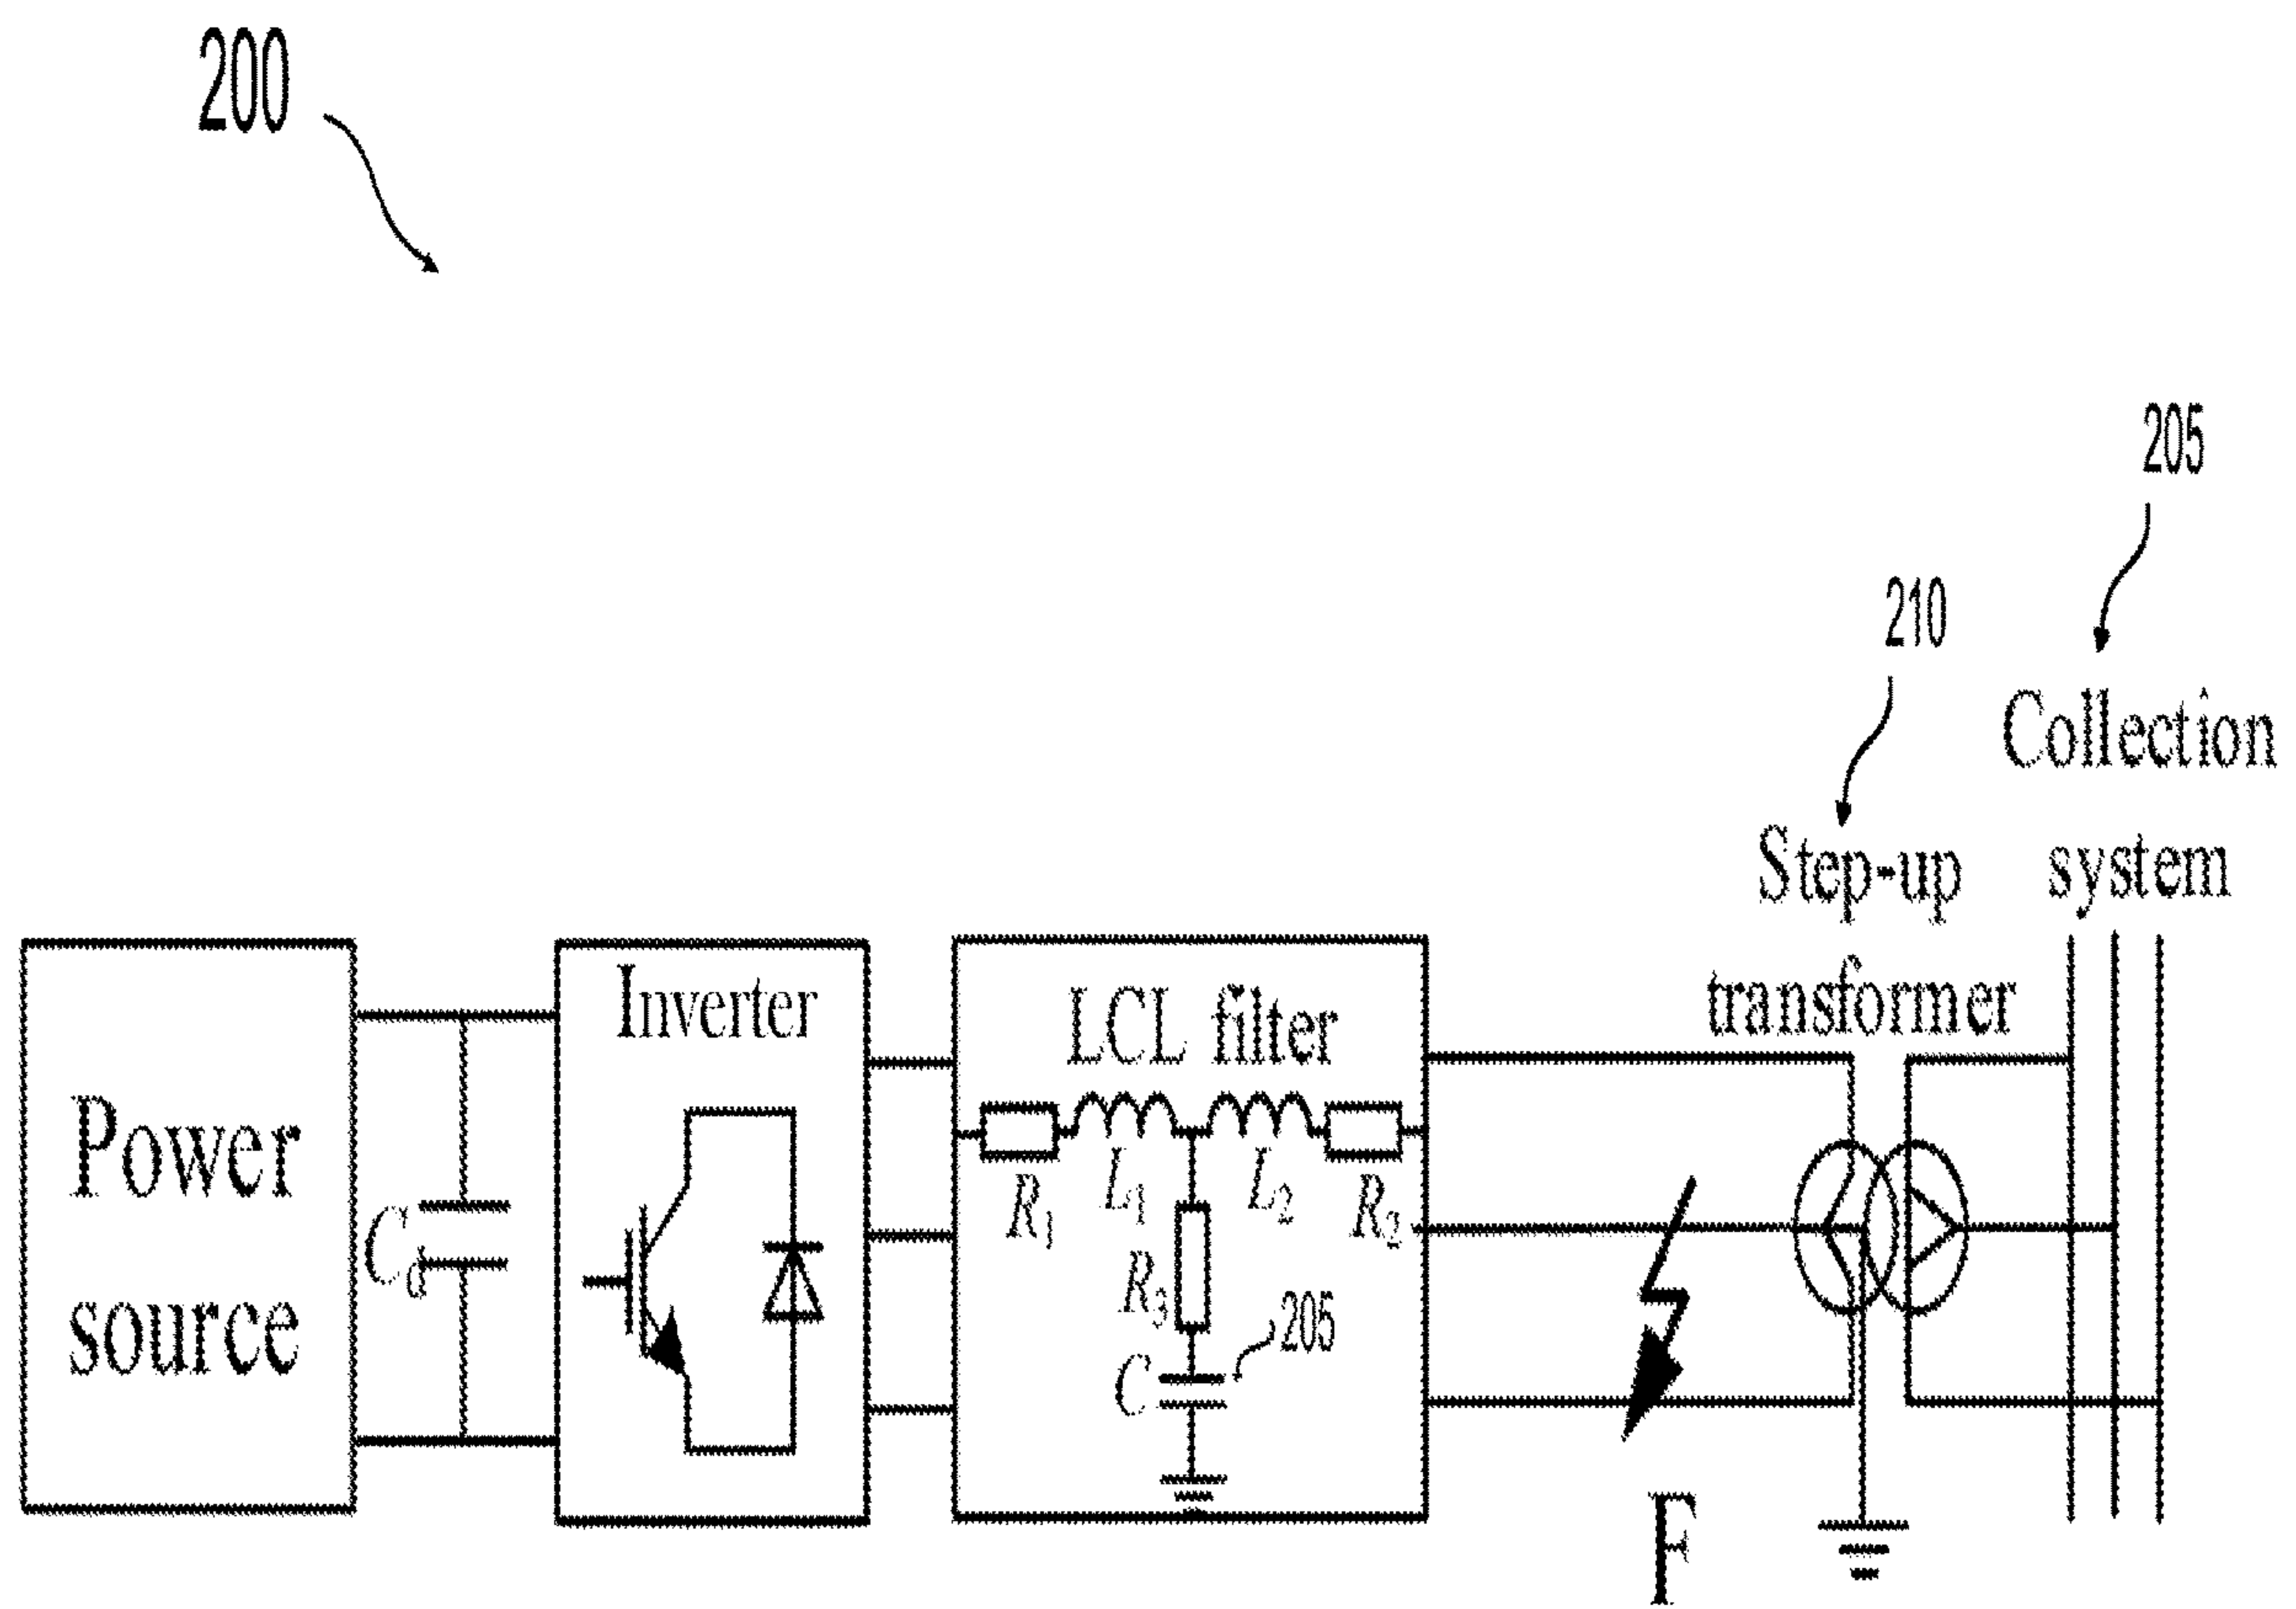 200
205
210
Collection
system
Step-up
transformer
Power
source
Cd
Inverter
LCL filter
R1
L1
L2
R2
R3
C
205
F